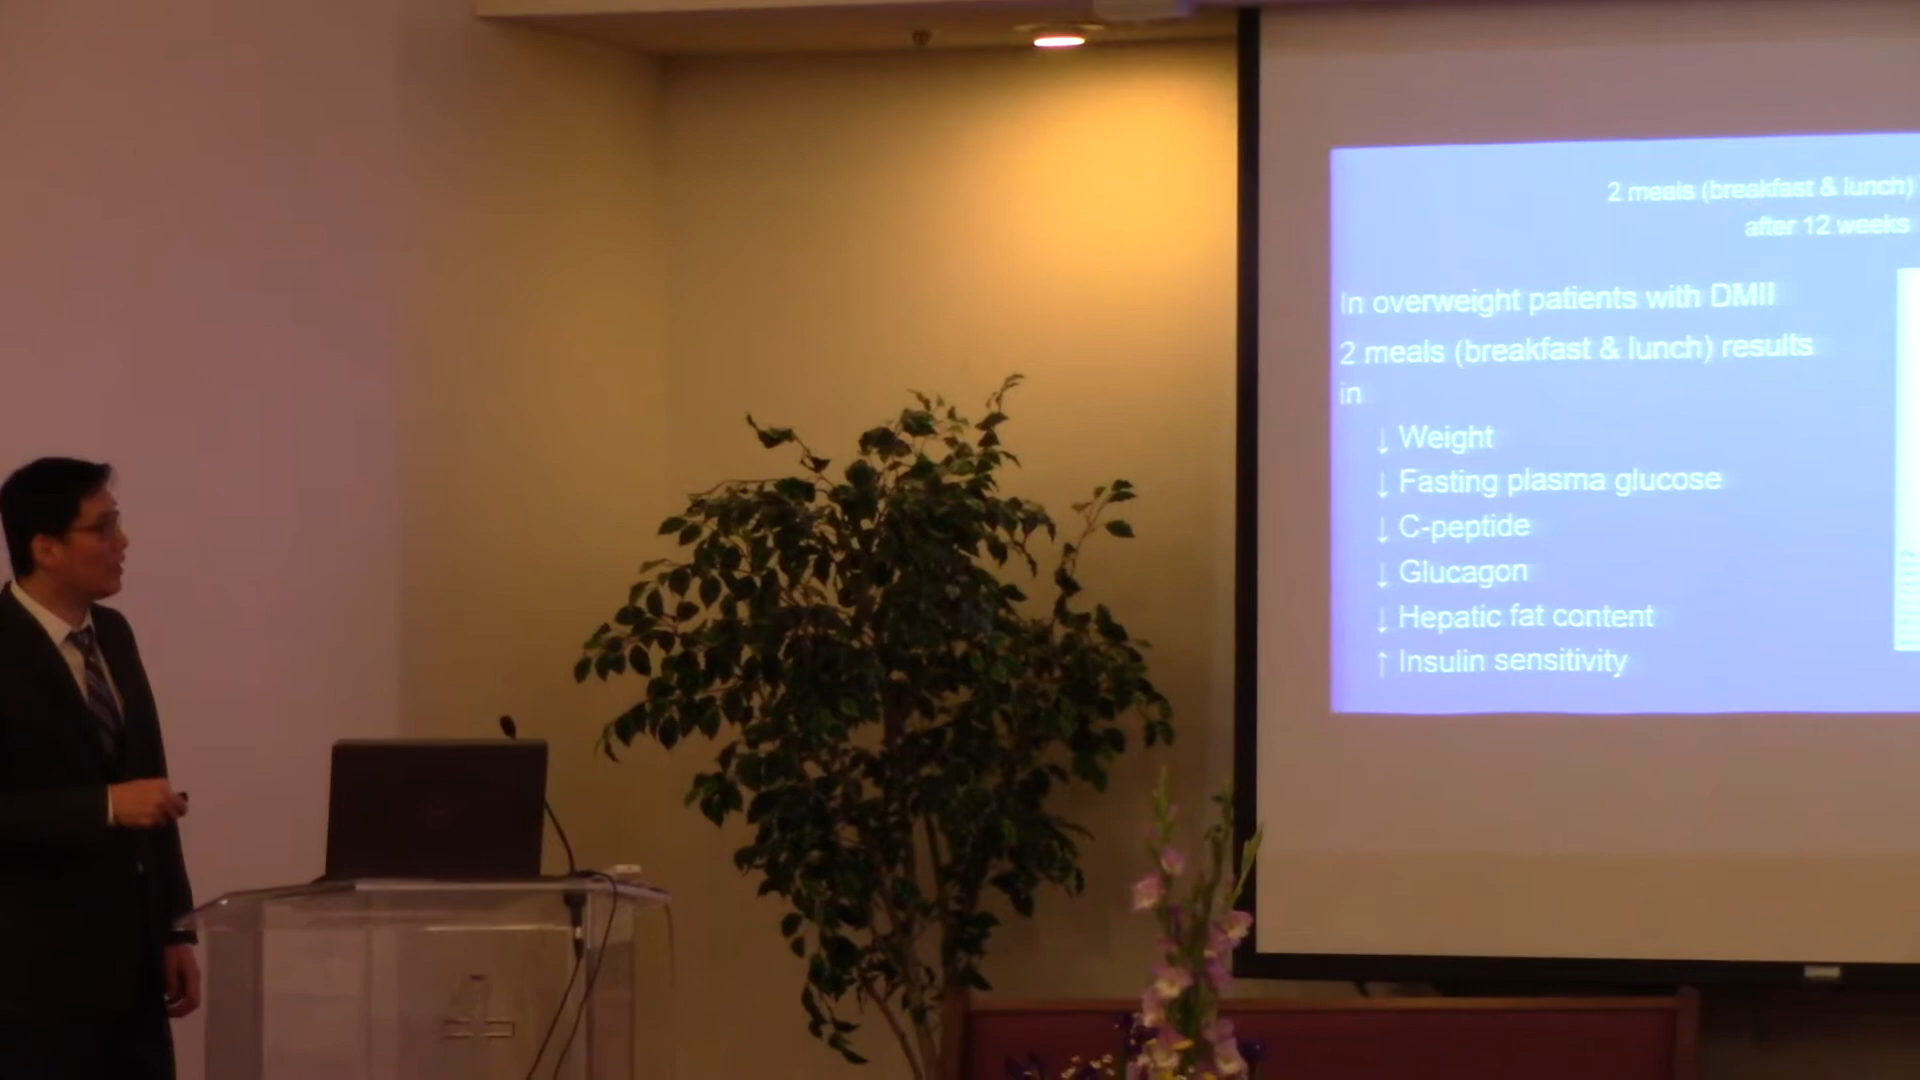 2 meals (breakfast & lunch)
after 12 weeks
In overweight patients with DMII
2 meals (breakfast & lunch) results
in
↓ Weight
↓ Fasting plasma glucose
↓ C-peptide
↓ Glucagon
↓ Hepatic fat content
↑ Insulin sensitivity